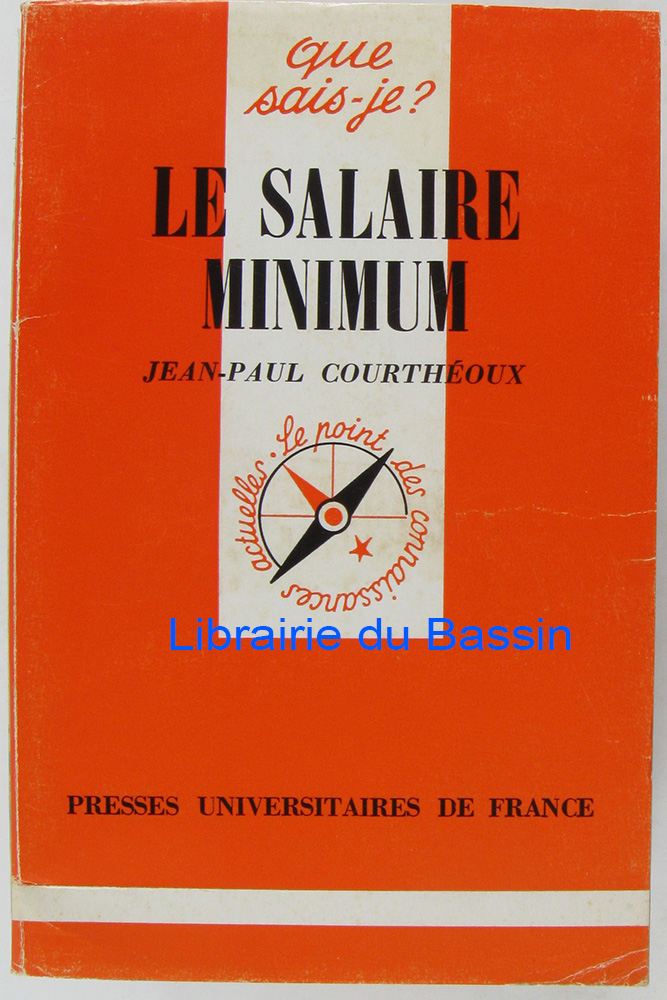 que
sais-je?
LE SALAIRE
MINIMUM
JEAN-PAUL COURTHÉOUX
Le point des connaissances actuelles.
Librairie du Bassin
PRESSES UNIVERSITAIRES DE FRANCE